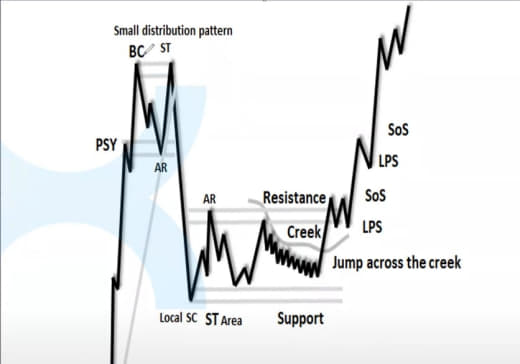 Small distribution pattern
BC ST
PSY
AR
SoS
LPS
AR
Resistance
SoS
Creek
LPS
Jump across the creek
Local SC ST Area
Support